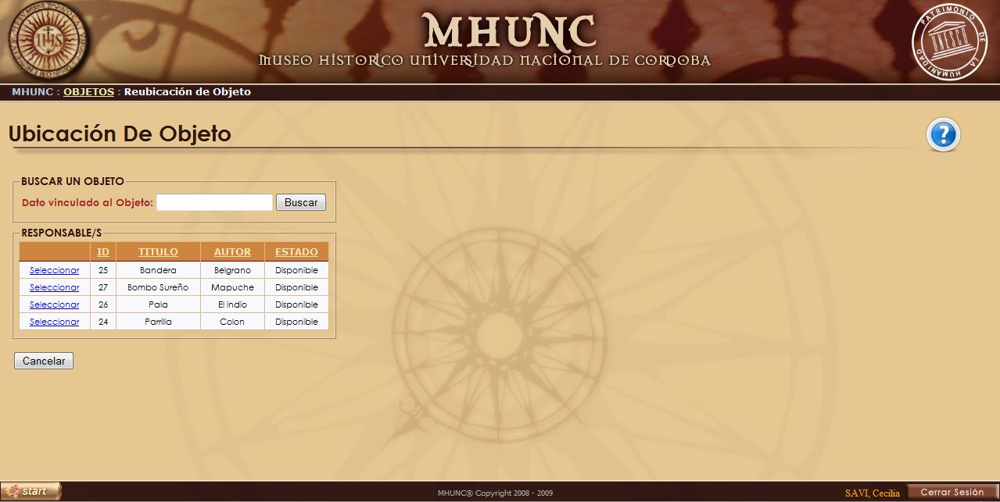 MHUNC
MUSEO HISTORICO UNIVERSIDAD NACIONAL DE CORDOBA
IHS
PATRIMONIO DE LA HUMANIDAD
UNESCO
MHUNC : OBJETOS : Reubicación de Objeto
Ubicación De Objeto
?
BUSCAR UN OBJETO
Dato vinculado al Objeto: Buscar
RESPONSABLE/S
ID TITULO AUTOR ESTADO
Seleccionar 25 Bandera Belgrano Disponible
Seleccionar 27 Bombo Sureño Mapuche Disponible
Seleccionar 26 Pala El indio Disponible
Seleccionar 24 Parrilla Colon Disponible
Cancelar
start MHUNC® Copyright 2008 - 2009 SAVI, Cecilia Cerrar Sesión